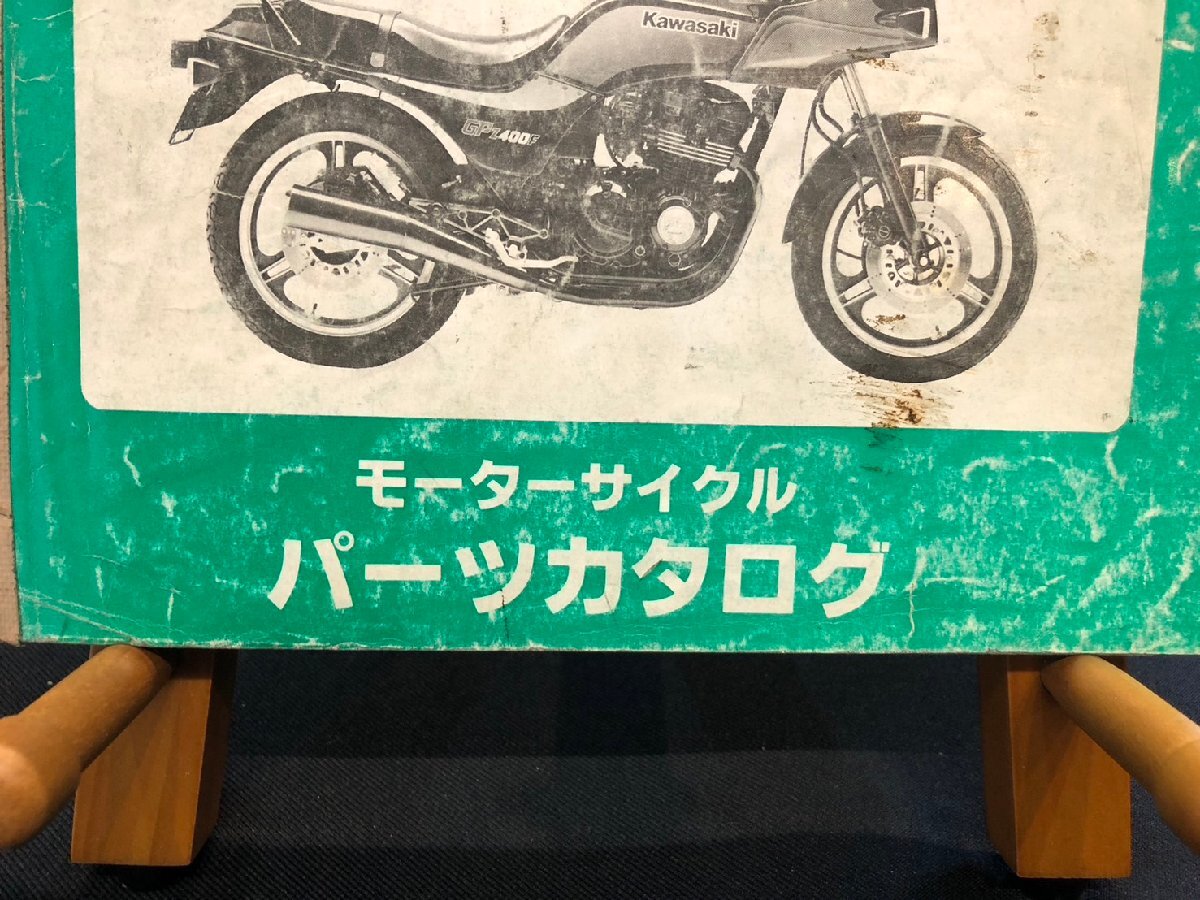 Kawasaki
GPz400F
モーターサイクル
パーツカタログ